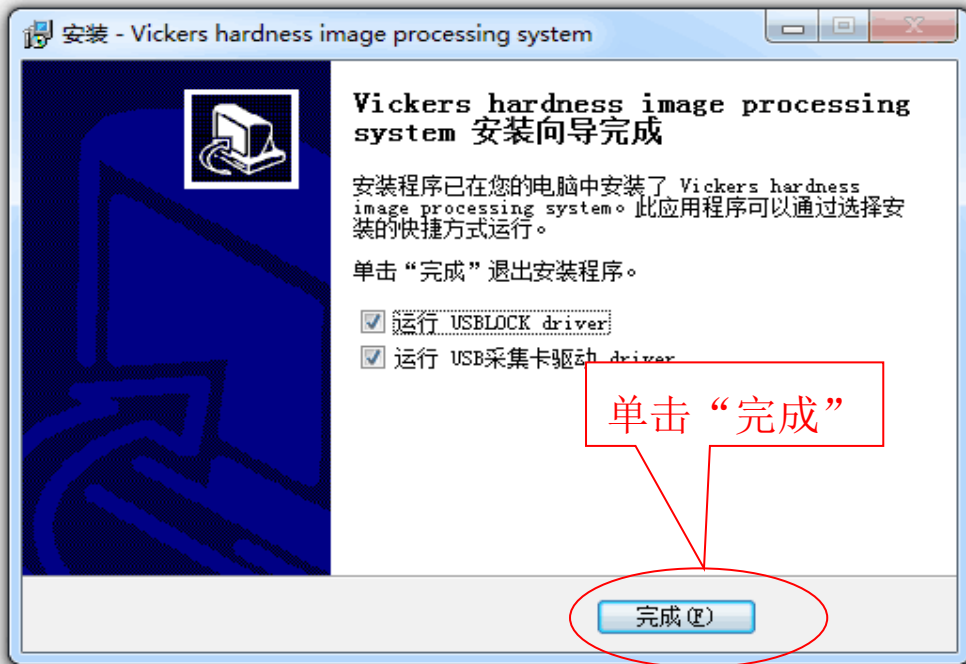 安装 - Vickers hardness image processing system
Vickers hardness image processing
system 安装向导完成
安装程序已在您的电脑中安装了 Vickers hardness
image processing system。此应用程序可以通过选择安
装的快捷方式运行。
单击“完成”退出安装程序。
运行 USBLOCK driver
运行 USB采集卡驱动 driver
单击“完成”
完成(F)